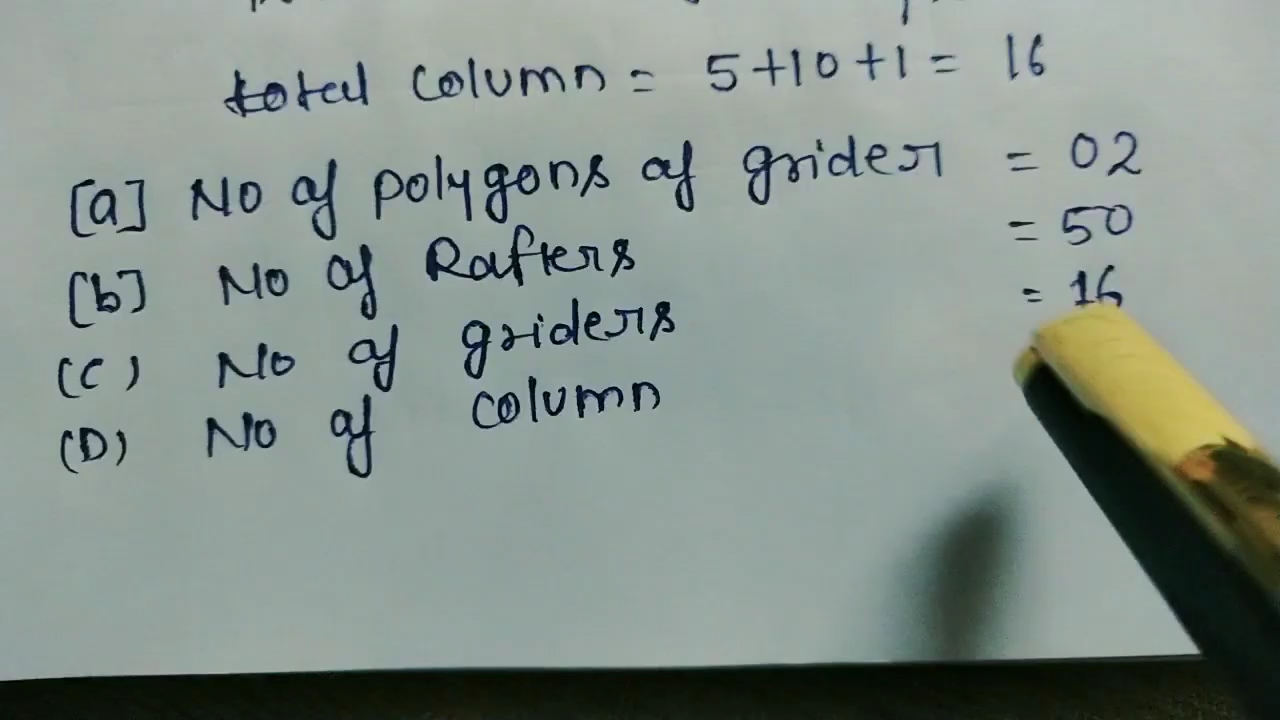 total column = 5+10+1 = 16
[a] No of polygons of grider = 02
[b] No of Rafters = 50
(C) No of griders = 16
(D) No of column